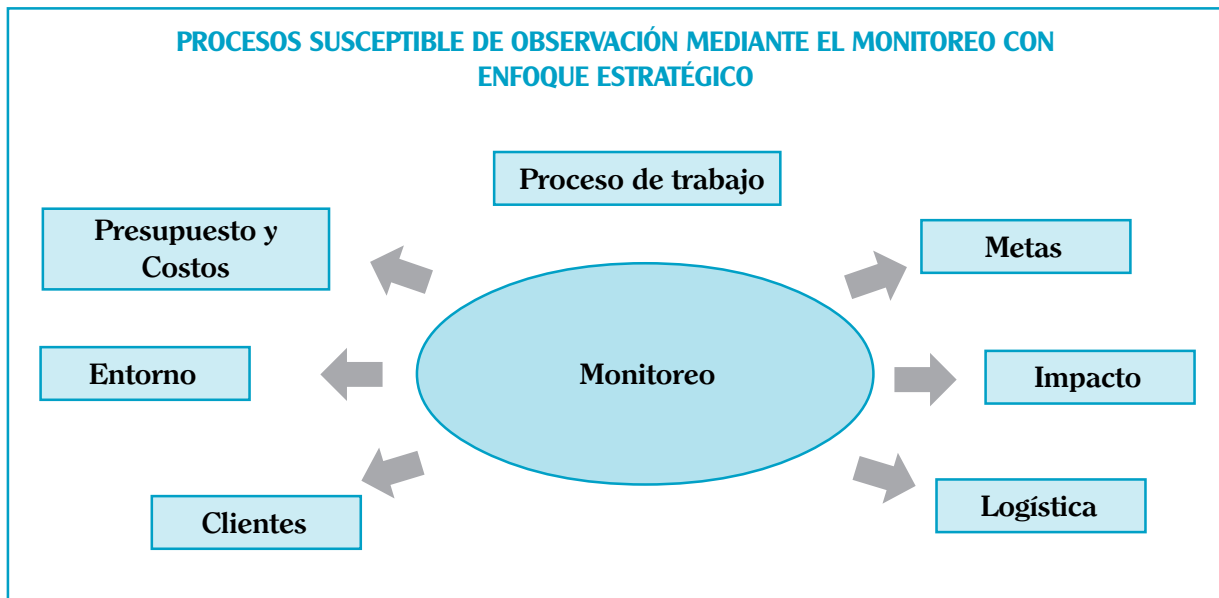 PROCESOS SUSCEPTIBLE DE OBSERVACIÓN MEDIANTE EL MONITOREO CON
ENFOQUE ESTRATÉGICO
Proceso de trabajo
Presupuesto y
Costos
Metas
Entorno
Monitoreo
Impacto
Clientes
Logística